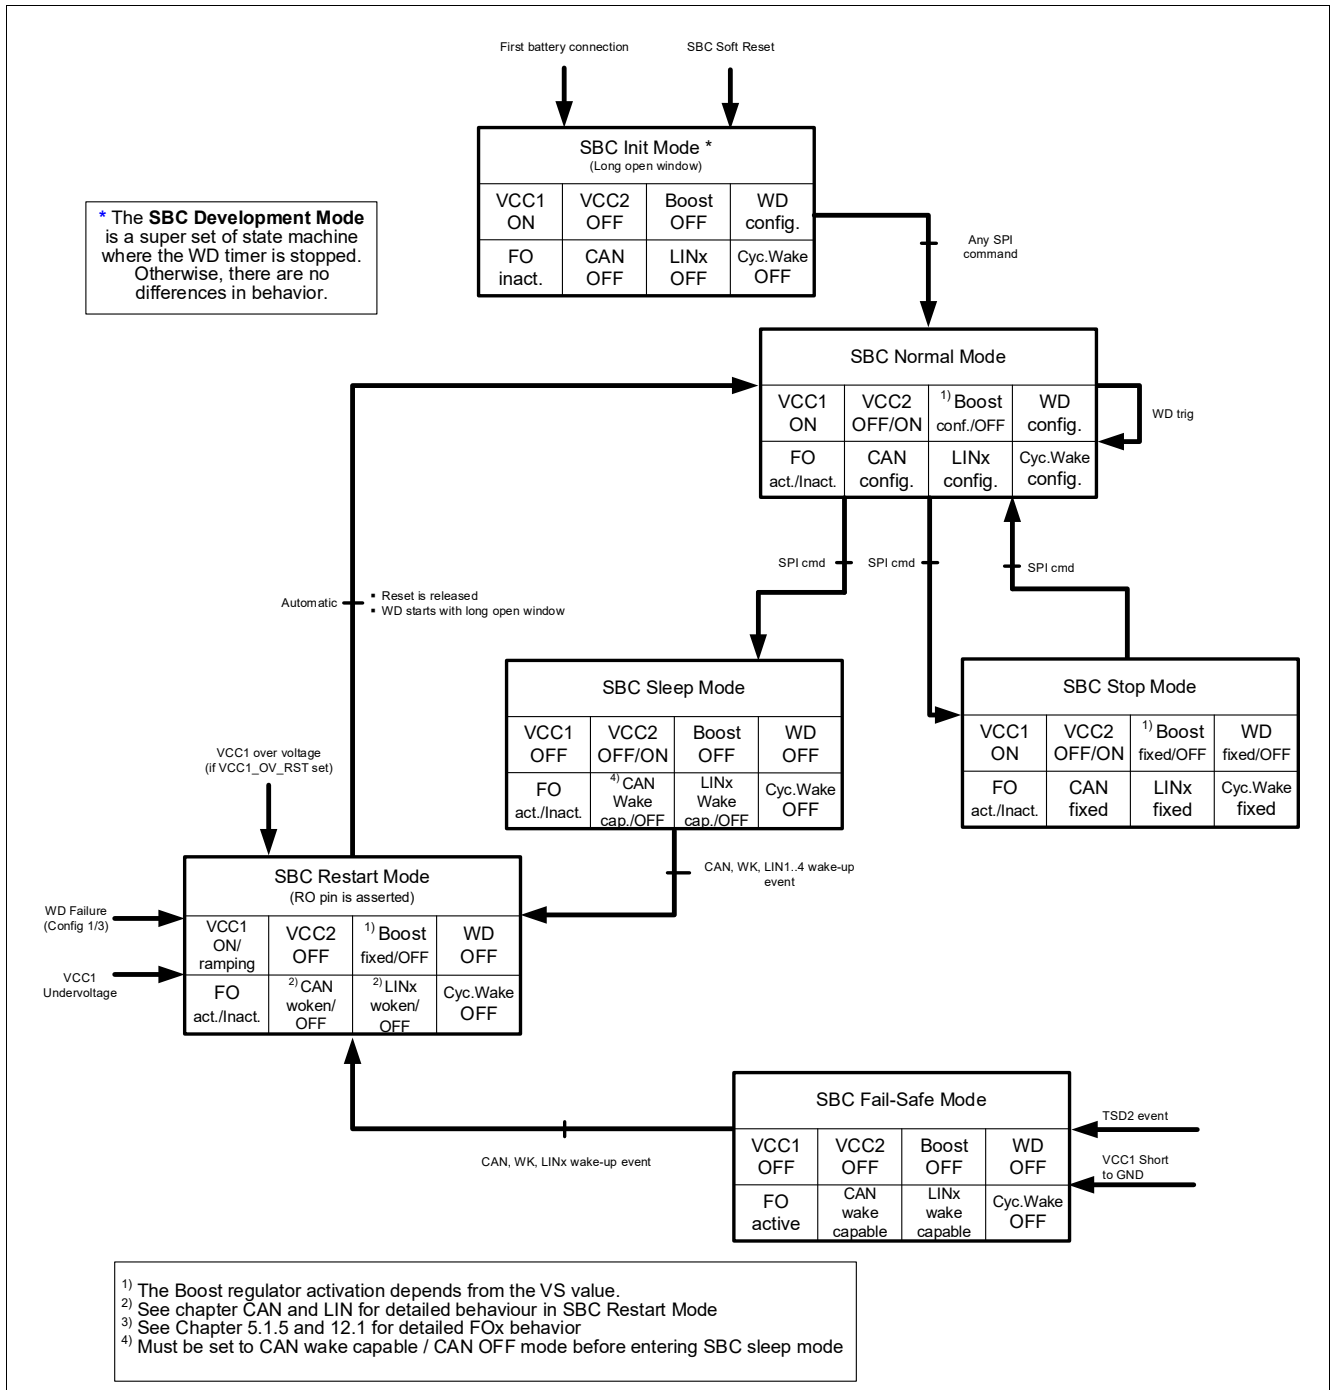 First battery connection
SBC Soft Reset
SBC Init Mode *
(Long open window)
VCC1 ON
VCC2 OFF
Boost OFF
WD config.
FO inact.
CAN OFF
LINx OFF
Cyc.Wake OFF
* The SBC Development Mode
is a super set of state machine
where the WD timer is stopped.
Otherwise, there are no
differences in behavior.
Any SPI
command
SBC Normal Mode
VCC1 ON
VCC2 OFF/ON
1) Boost conf./OFF
WD config.
FO act./Inact.
CAN config.
LINx config.
Cyc.Wake config.
WD trig
SPI cmd
SPI cmd
SPI cmd
Automatic
▪ Reset is released
▪ WD starts with long open window
SBC Sleep Mode
VCC1 OFF
VCC2 OFF/ON
Boost OFF
WD OFF
FO act./Inact.
4) CAN Wake cap./OFF
LINx Wake cap./OFF
Cyc.Wake OFF
SBC Stop Mode
VCC1 ON
VCC2 OFF/ON
1) Boost fixed/OFF
WD fixed/OFF
FO act./Inact.
CAN fixed
LINx fixed
Cyc.Wake fixed
VCC1 over voltage
(if VCC1_OV_RST set)
CAN, WK, LIN1..4 wake-up
event
SBC Restart Mode
(RO pin is asserted)
VCC1 ON/ ramping
VCC2 OFF
1) Boost fixed/OFF
WD OFF
FO act./Inact.
2) CAN woken/ OFF
2) LINx woken/ OFF
Cyc.Wake OFF
WD Failure
(Config 1/3)
VCC1
Undervoltage
CAN, WK, LINx wake-up event
SBC Fail-Safe Mode
VCC1 OFF
VCC2 OFF
Boost OFF
WD OFF
FO active
CAN wake capable
LINx wake capable
Cyc.Wake OFF
TSD2 event
VCC1 Short
to GND
1) The Boost regulator activation depends from the VS value.
2) See chapter CAN and LIN for detailed behaviour in SBC Restart Mode
3) See Chapter 5.1.5 and 12.1 for detailed FOx behavior
4) Must be set to CAN wake capable / CAN OFF mode before entering SBC sleep mode